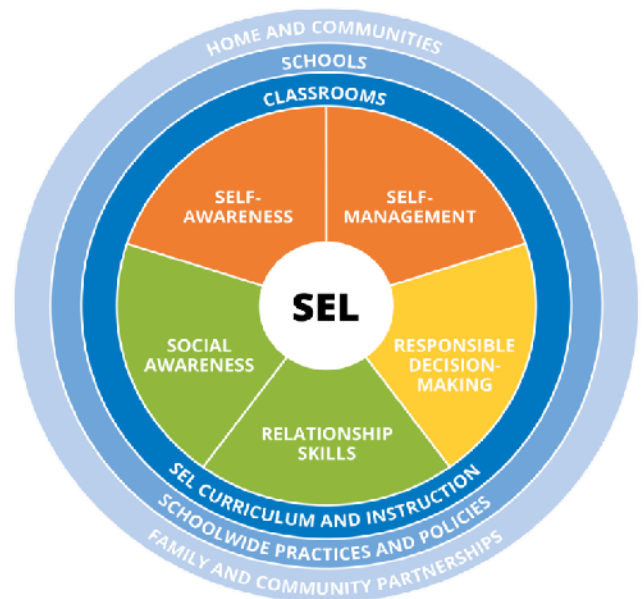 HOME AND COMMUNITIES
SCHOOLS
CLASSROOMS
SELF-
AWARENESS
SELF-
MANAGEMENT
SEL
SOCIAL
AWARENESS
RESPONSIBLE
DECISION-
MAKING
RELATIONSHIP
SKILLS
SEL CURRICULUM AND INSTRUCTION
SCHOOLWIDE PRACTICES AND POLICIES
FAMILY AND COMMUNITY PARTNERSHIPS